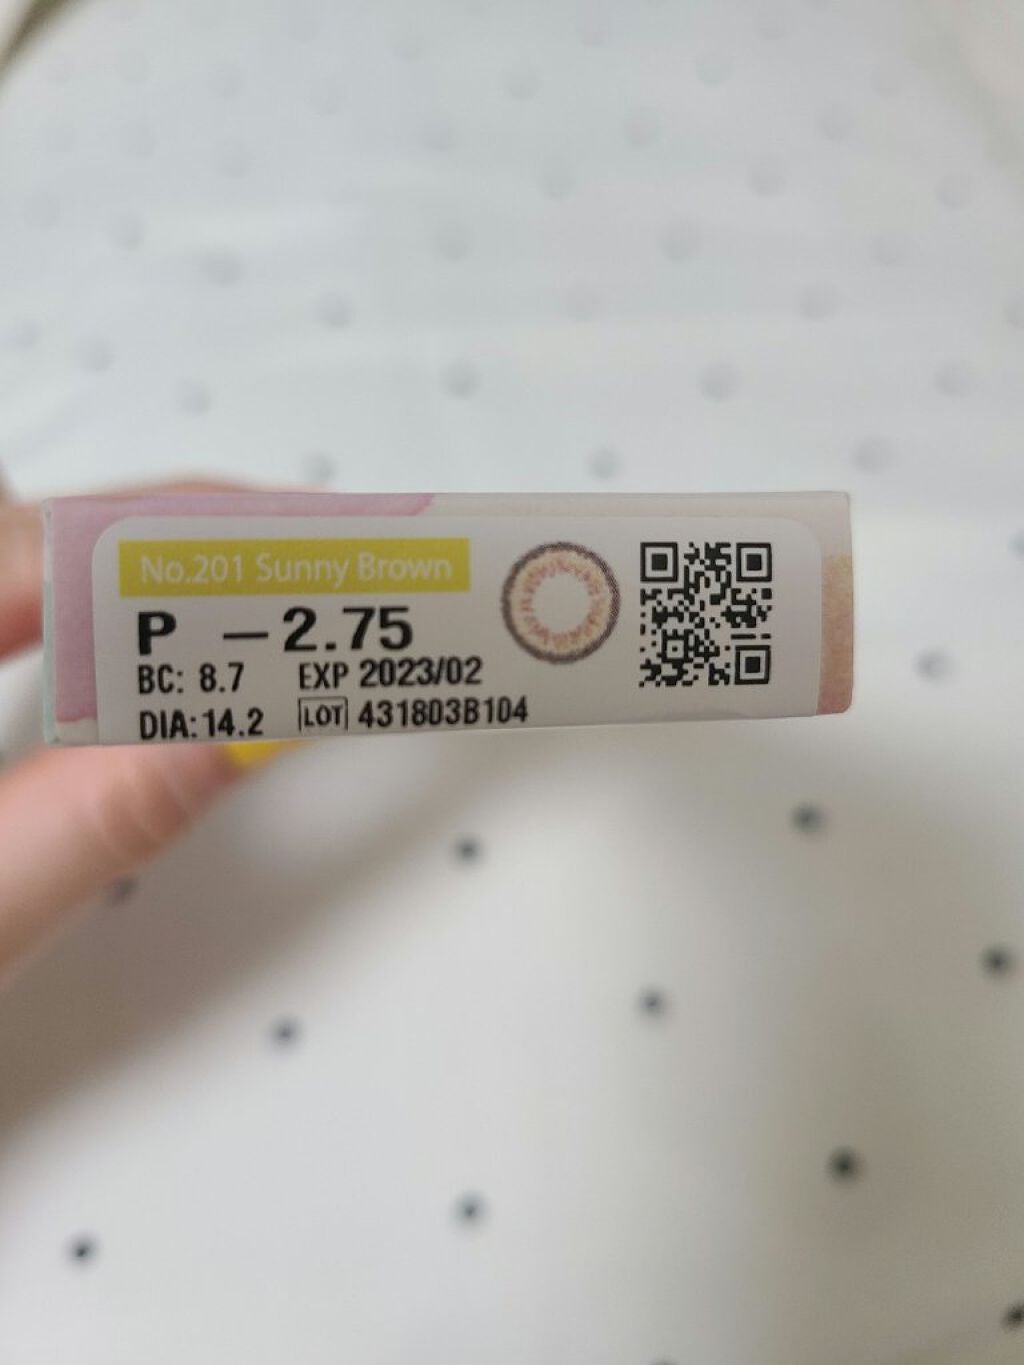 No.201 Sunny Brown
P −2.75
BC: 8.7 EXP 2023/02
DIA: 14.2 LOT 431803B104